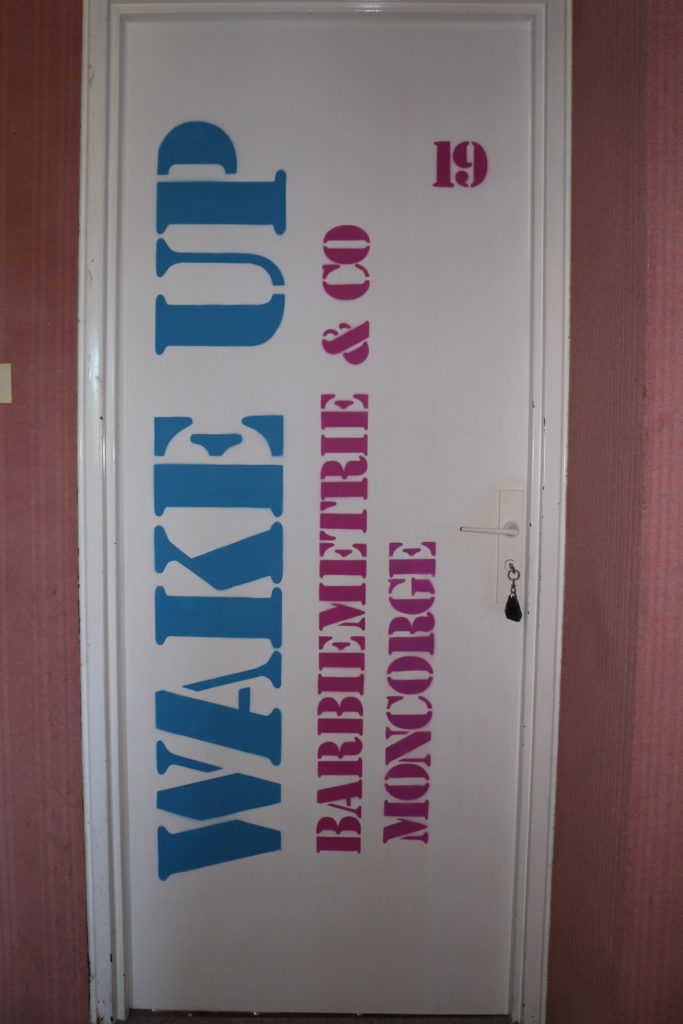 19
WAKE UP
BARBIEMETRIE & CO
MONCORGE